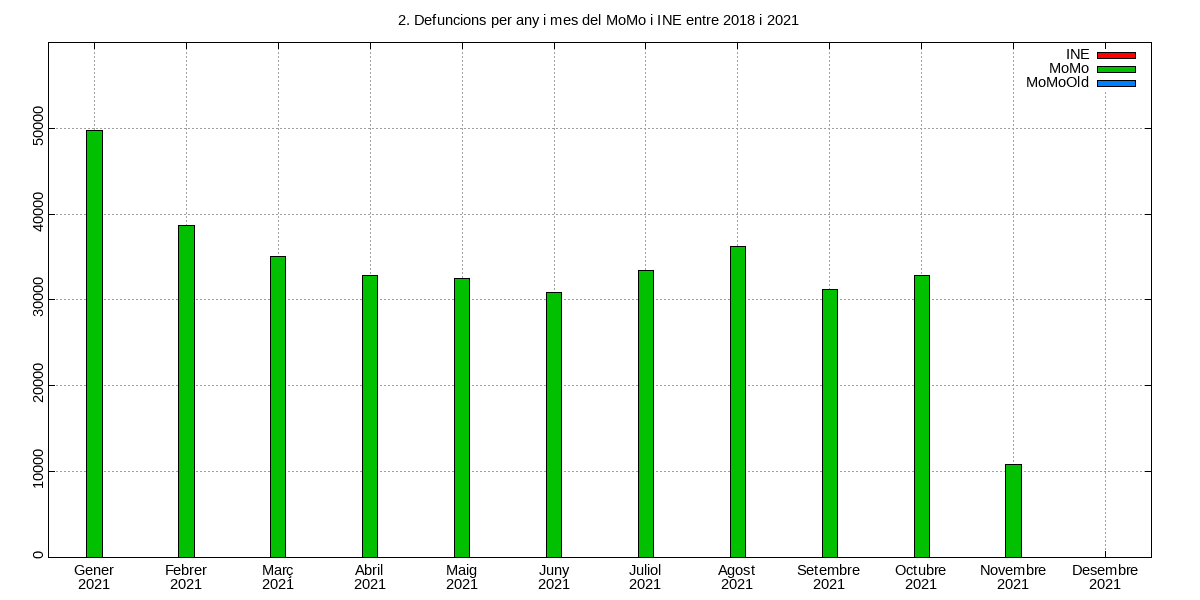 2. Defuncions per any i mes del MoMo i INE entre 2018 i 2021
INE
MoMo
MoMoOld
50000
40000
30000
20000
10000
0
Gener Febrer Març Abril Maig Juny Juliol Agost Setembre Octubre Novembre Desembre
2021 2021 2021 2021 2021 2021 2021 2021 2021 2021 2021 2021